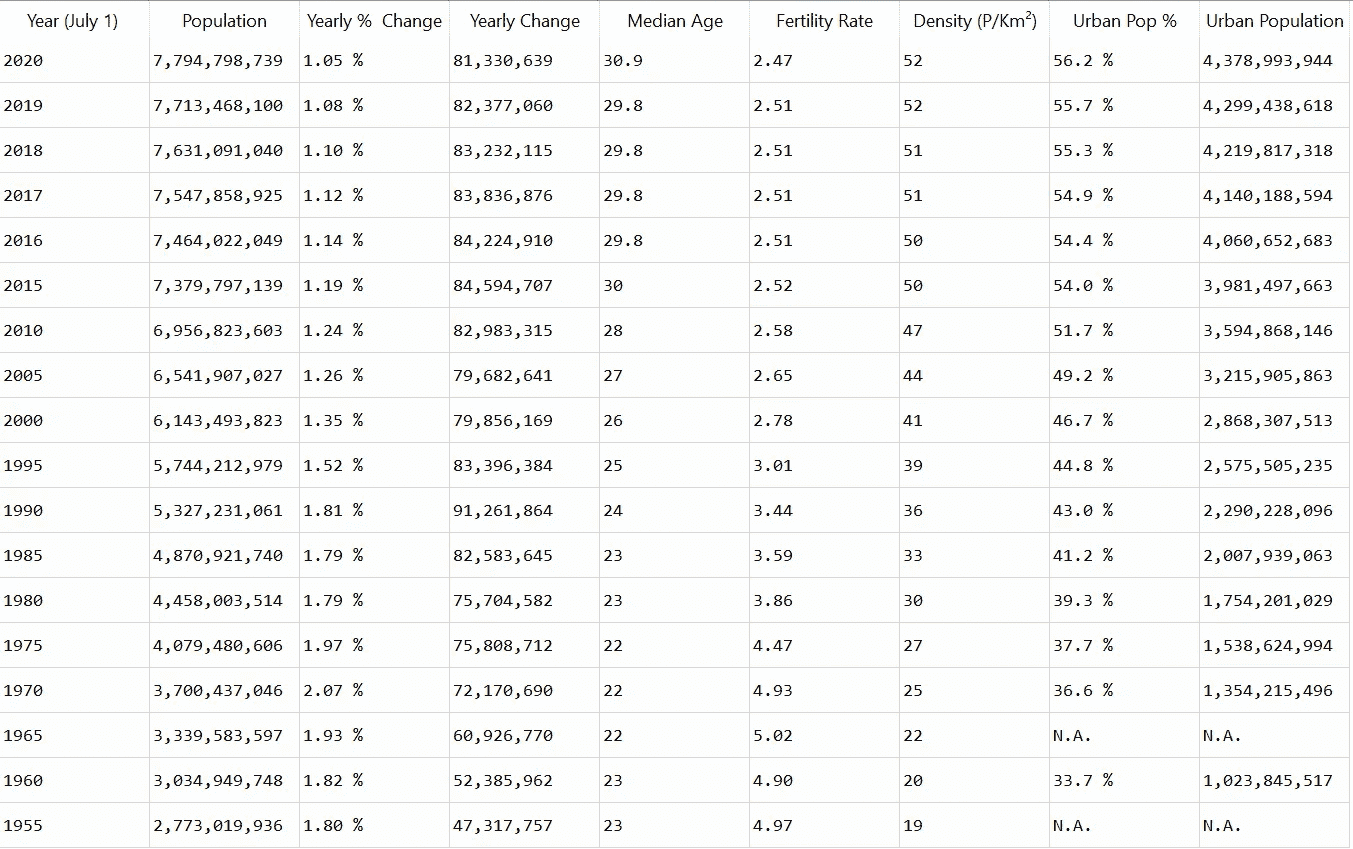 Year (July 1) Population Yearly % Change Yearly Change Median Age Fertility Rate Density (P/Km²) Urban Pop % Urban Population
2020 7,794,798,739 1.05 % 81,330,639 30.9 2.47 52 56.2 % 4,378,993,944
2019 7,713,468,100 1.08 % 82,377,060 29.8 2.51 52 55.7 % 4,299,438,618
2018 7,631,091,040 1.10 % 83,232,115 29.8 2.51 51 55.3 % 4,219,817,318
2017 7,547,858,925 1.12 % 83,836,876 29.8 2.51 51 54.9 % 4,140,188,594
2016 7,464,022,049 1.14 % 84,224,910 29.8 2.51 50 54.4 % 4,060,652,683
2015 7,379,797,139 1.19 % 84,594,707 30 2.52 50 54.0 % 3,981,497,663
2010 6,956,823,603 1.24 % 82,983,315 28 2.58 47 51.7 % 3,594,868,146
2005 6,541,907,027 1.26 % 79,682,641 27 2.65 44 49.2 % 3,215,905,863
2000 6,143,493,823 1.35 % 79,856,169 26 2.78 41 46.7 % 2,868,307,513
1995 5,744,212,979 1.52 % 83,396,384 25 3.01 39 44.8 % 2,575,505,235
1990 5,327,231,061 1.81 % 91,261,864 24 3.44 36 43.0 % 2,290,228,096
1985 4,870,921,740 1.79 % 82,583,645 23 3.59 33 41.2 % 2,007,939,063
1980 4,458,003,514 1.79 % 75,704,582 23 3.86 30 39.3 % 1,754,201,029
1975 4,079,480,606 1.97 % 75,808,712 22 4.47 27 37.7 % 1,538,624,994
1970 3,700,437,046 2.07 % 72,170,690 22 4.93 25 36.6 % 1,354,215,496
1965 3,339,583,597 1.93 % 60,926,770 22 5.02 22 N.A. N.A.
1960 3,034,949,748 1.82 % 52,385,962 23 4.90 20 33.7 % 1,023,845,517
1955 2,773,019,936 1.80 % 47,317,757 23 4.97 19 N.A. N.A.